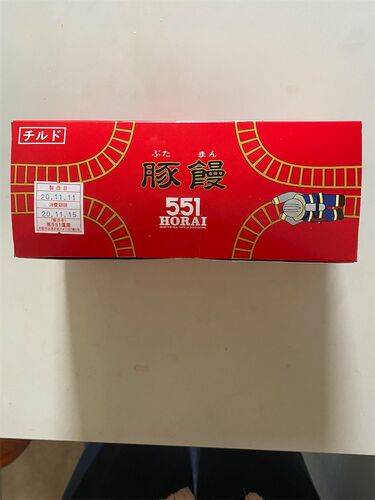 チルド
ぶた まん
豚饅
製造日
20.11.11
消費期限
20.11.15
551
HORAI